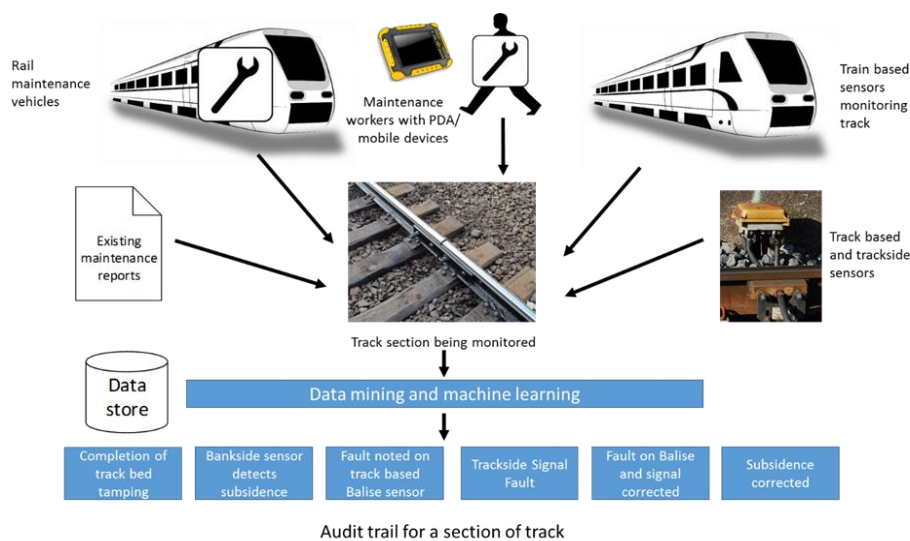 Rail
maintenance
vehicles
Maintenance
workers with PDA/
mobile devices
Train based
sensors
monitoring
track
Existing
maintenance
reports
Track based
and trackside
sensors
Track section being monitored
Data
store
Data mining and machine learning
Completion of
track bed
tamping
Bankside sensor
detects
subsidence
Fault noted on
track based
Balise sensor
Trackside Signal
Fault
Fault on Balise
and signal
corrected
Subsidence
corrected
Audit trail for a section of track